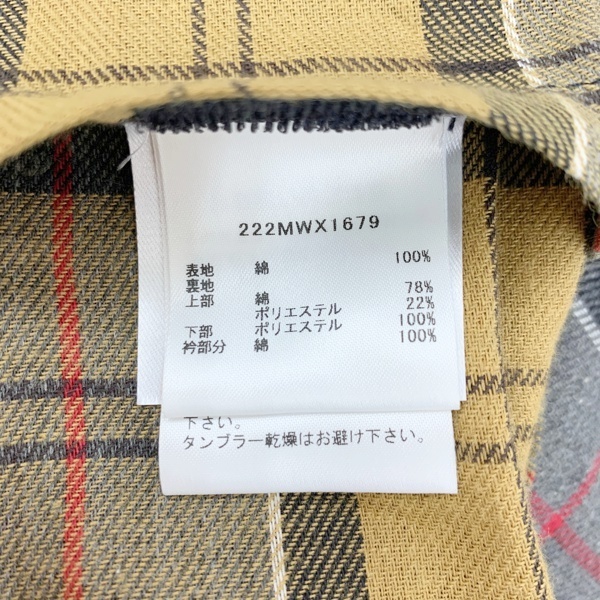 222MWX1679
表地 綿 100%
裏地
上部 綿 78%
ポリエステル 22%
下部 ポリエステル 100%
衿部分 綿 100%
下さい。
タンブラー乾燥はお避け下さい。